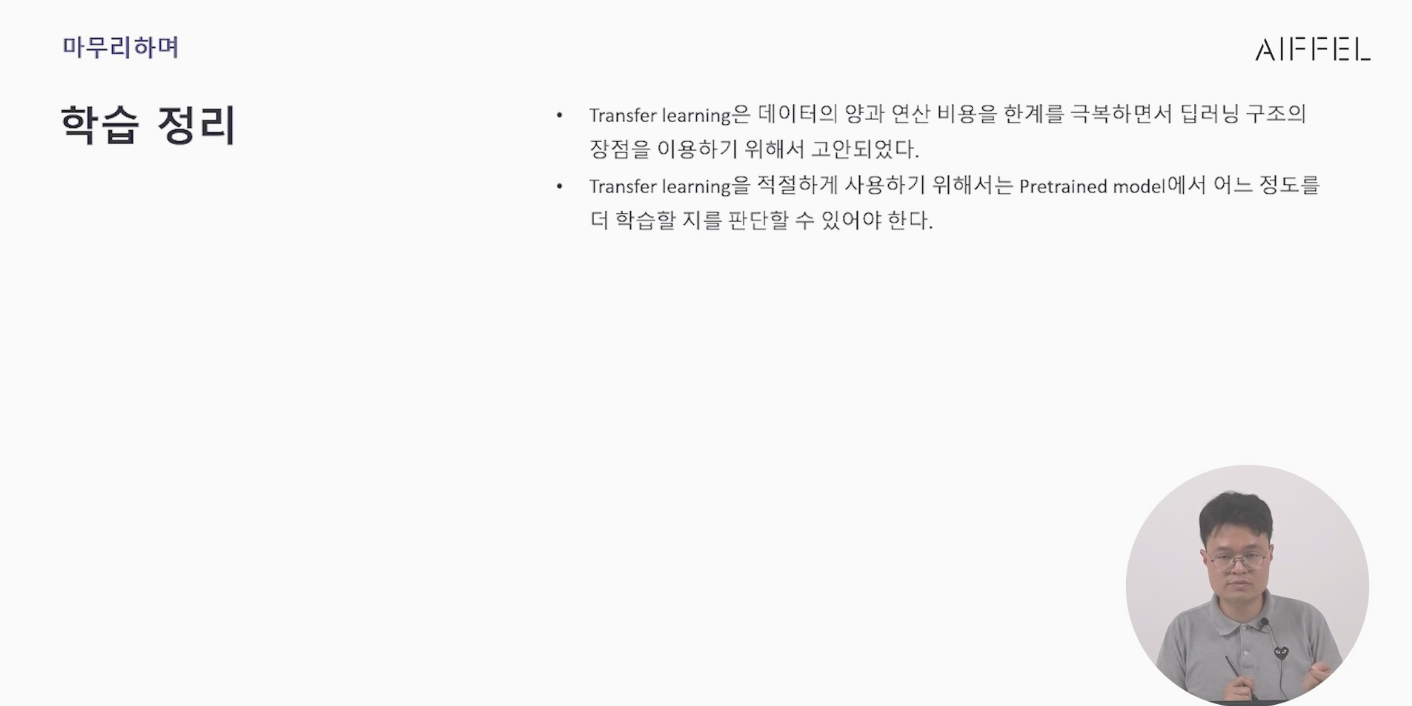 마무리하며
AIFFEL
학습 정리
• Transfer learning은 데이터의 양과 연산 비용을 한계를 극복하면서 딥러닝 구조의
장점을 이용하기 위해서 고안되었다.
• Transfer learning을 적절하게 사용하기 위해서는 Pretrained model에서 어느 정도를
더 학습할 지를 판단할 수 있어야 한다.